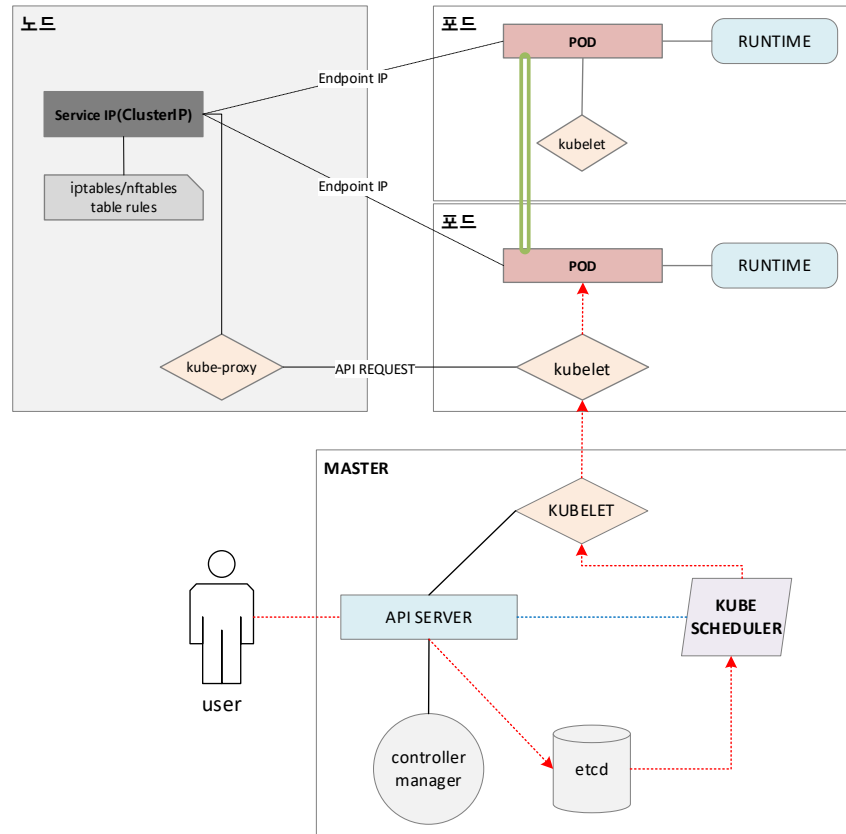 노드
Service IP(ClusterIP)
iptables/nftables
table rules
kube-proxy
Endpoint IP
Endpoint IP
API REQUEST
포드
POD
RUNTIME
kubelet
포드
POD
RUNTIME
kubelet
MASTER
KUBELET
API SERVER
KUBE
SCHEDULER
controller
manager
etcd
user